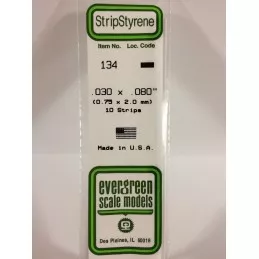 StripStyrene
Item No. Loc. Code
134
.030 x .080"
(0.75 x 2.0 mm)
10 Strips
Made in U.S.A.
evergreen
scale models
Des Plaines, IL 60018